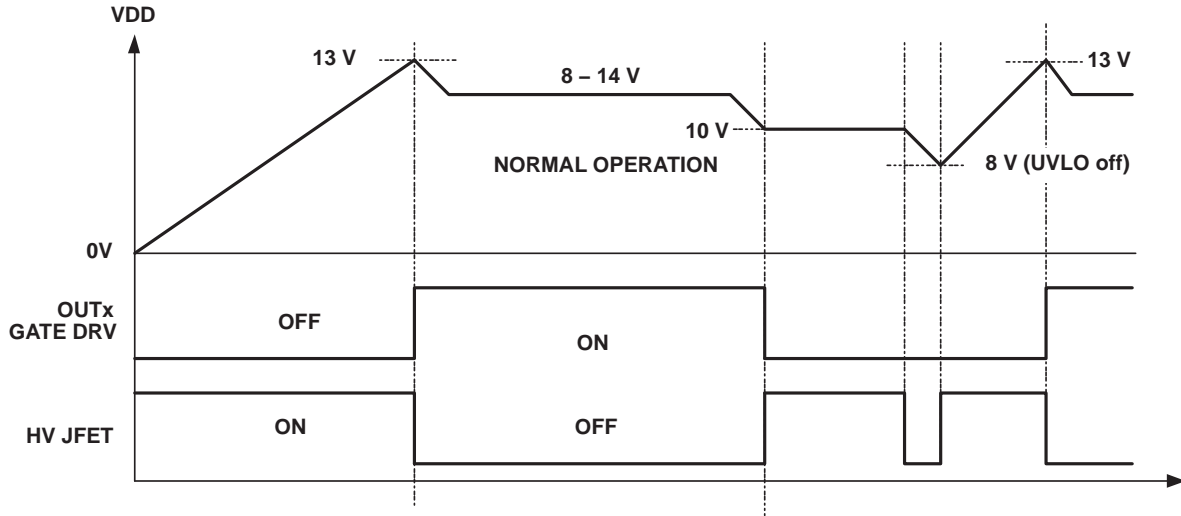 VDD
13 V
8 – 14 V
13 V
10 V
NORMAL OPERATION
8 V (UVLO off)
0V
OUTx
GATE DRV
OFF
ON
HV JFET
ON
OFF